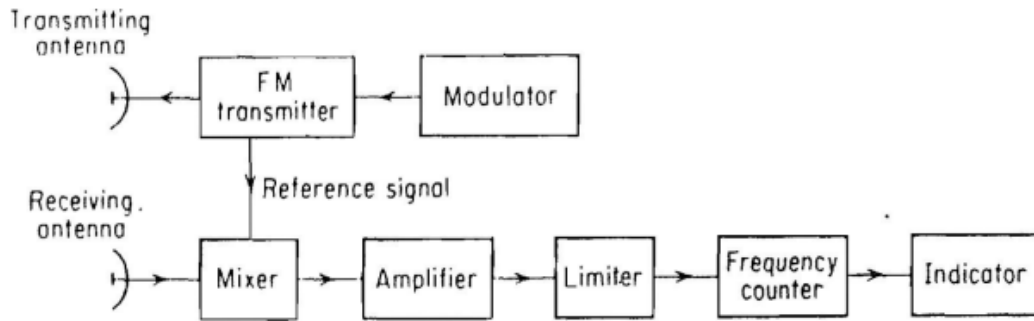 Transmitting
antenna
FM
transmitter
Modulator
Reference signal
Receiving.
antenna
Mixer
Amplifier
Limiter
Frequency
counter
Indicator